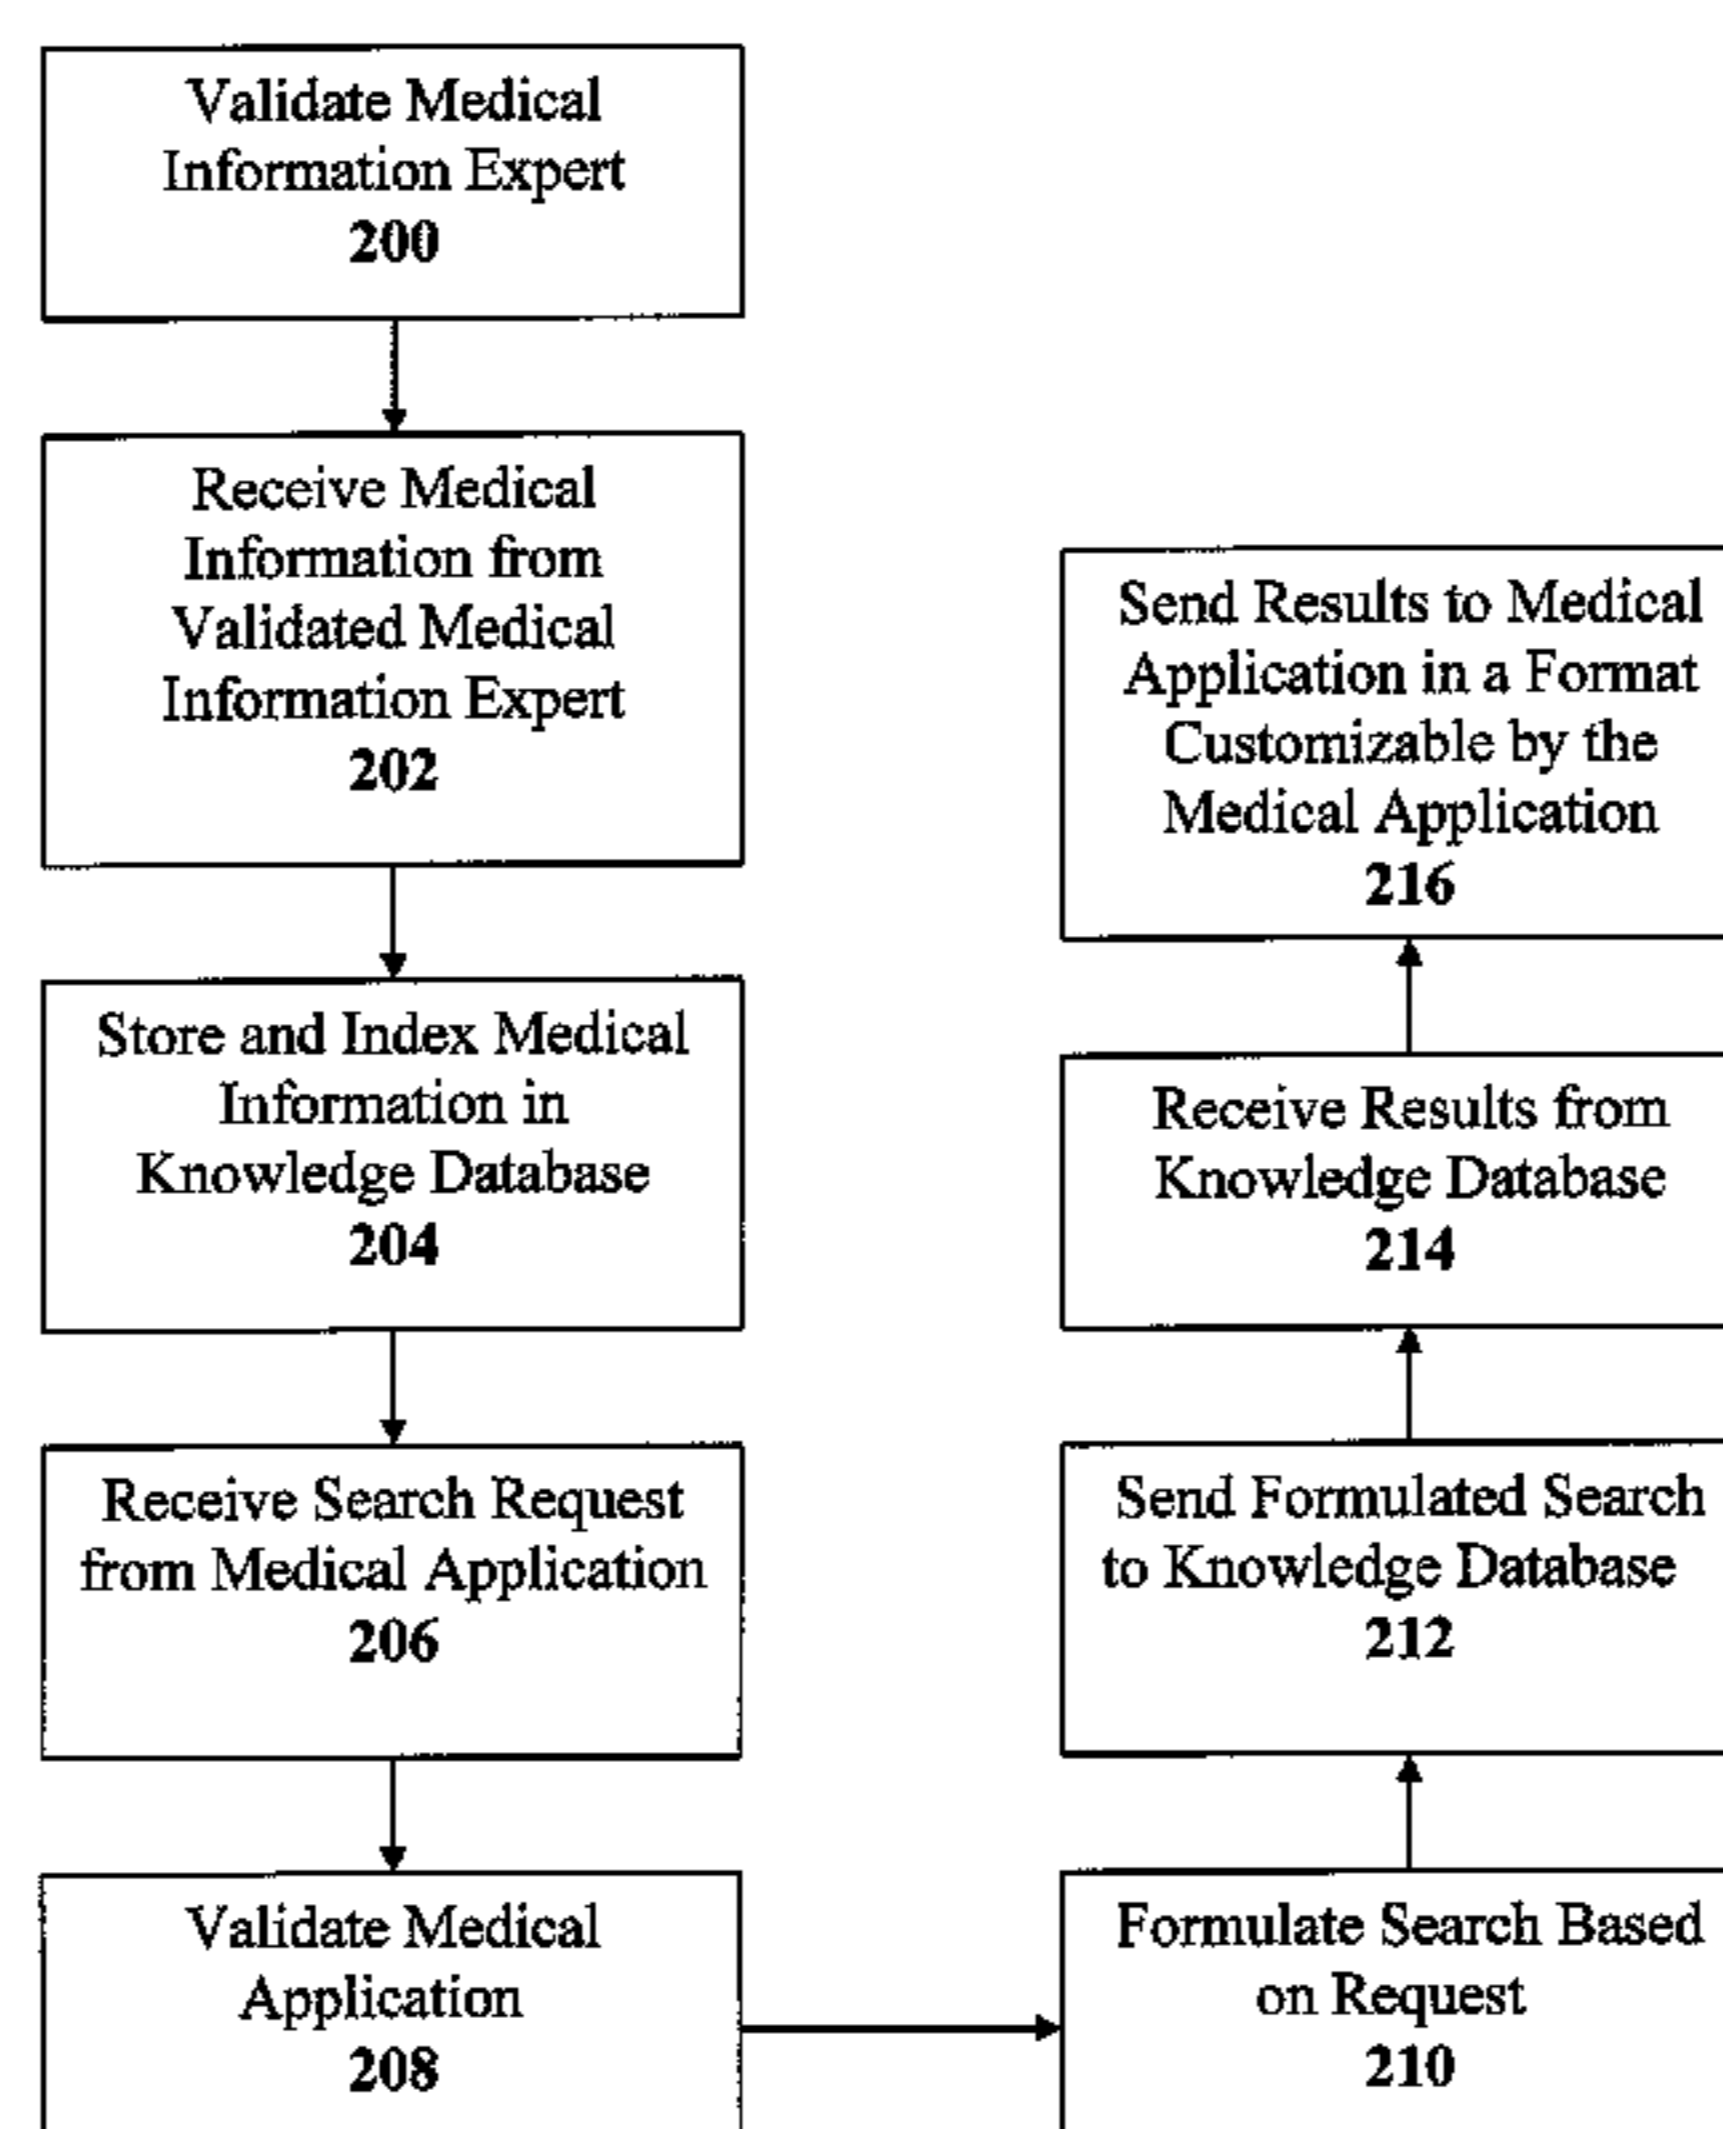 Validate Medical
Information Expert
200
Receive Medical
Information from
Validated Medical
Information Expert
202
Store and Index Medical
Information in
Knowledge Database
204
Receive Search Request
from Medical Application
206
Validate Medical
Application
208
Formulate Search Based
on Request
210
Send Formulated Search
to Knowledge Database
212
Receive Results from
Knowledge Database
214
Send Results to Medical
Application in a Format
Customizable by the
Medical Application
216